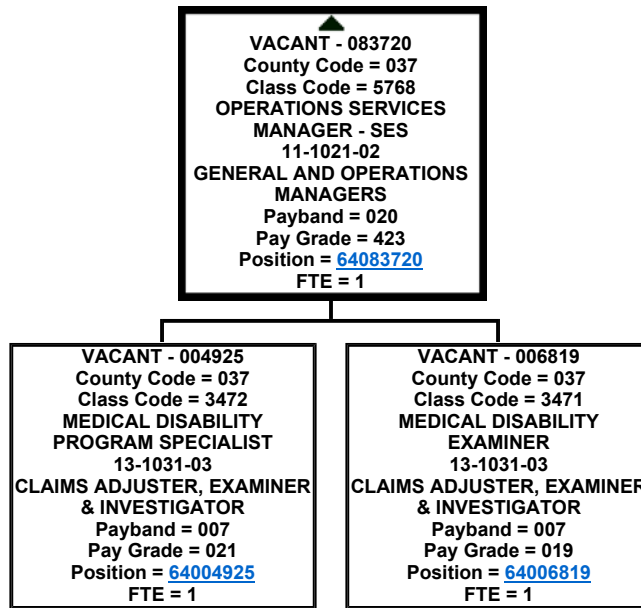 VACANT - 083720
County Code = 037
Class Code = 5768
OPERATIONS SERVICES
MANAGER - SES
11-1021-02
GENERAL AND OPERATIONS
MANAGERS
Payband = 020
Pay Grade = 423
Position = 64083720
FTE = 1
VACANT - 004925
County Code = 037
Class Code = 3472
MEDICAL DISABILITY
PROGRAM SPECIALIST
13-1031-03
CLAIMS ADJUSTER, EXAMINER
& INVESTIGATOR
Payband = 007
Pay Grade = 021
Position = 64004925
FTE = 1
VACANT - 006819
County Code = 037
Class Code = 3471
MEDICAL DISABILITY
EXAMINER
13-1031-03
CLAIMS ADJUSTER, EXAMINER
& INVESTIGATOR
Payband = 007
Pay Grade = 019
Position = 64006819
FTE = 1